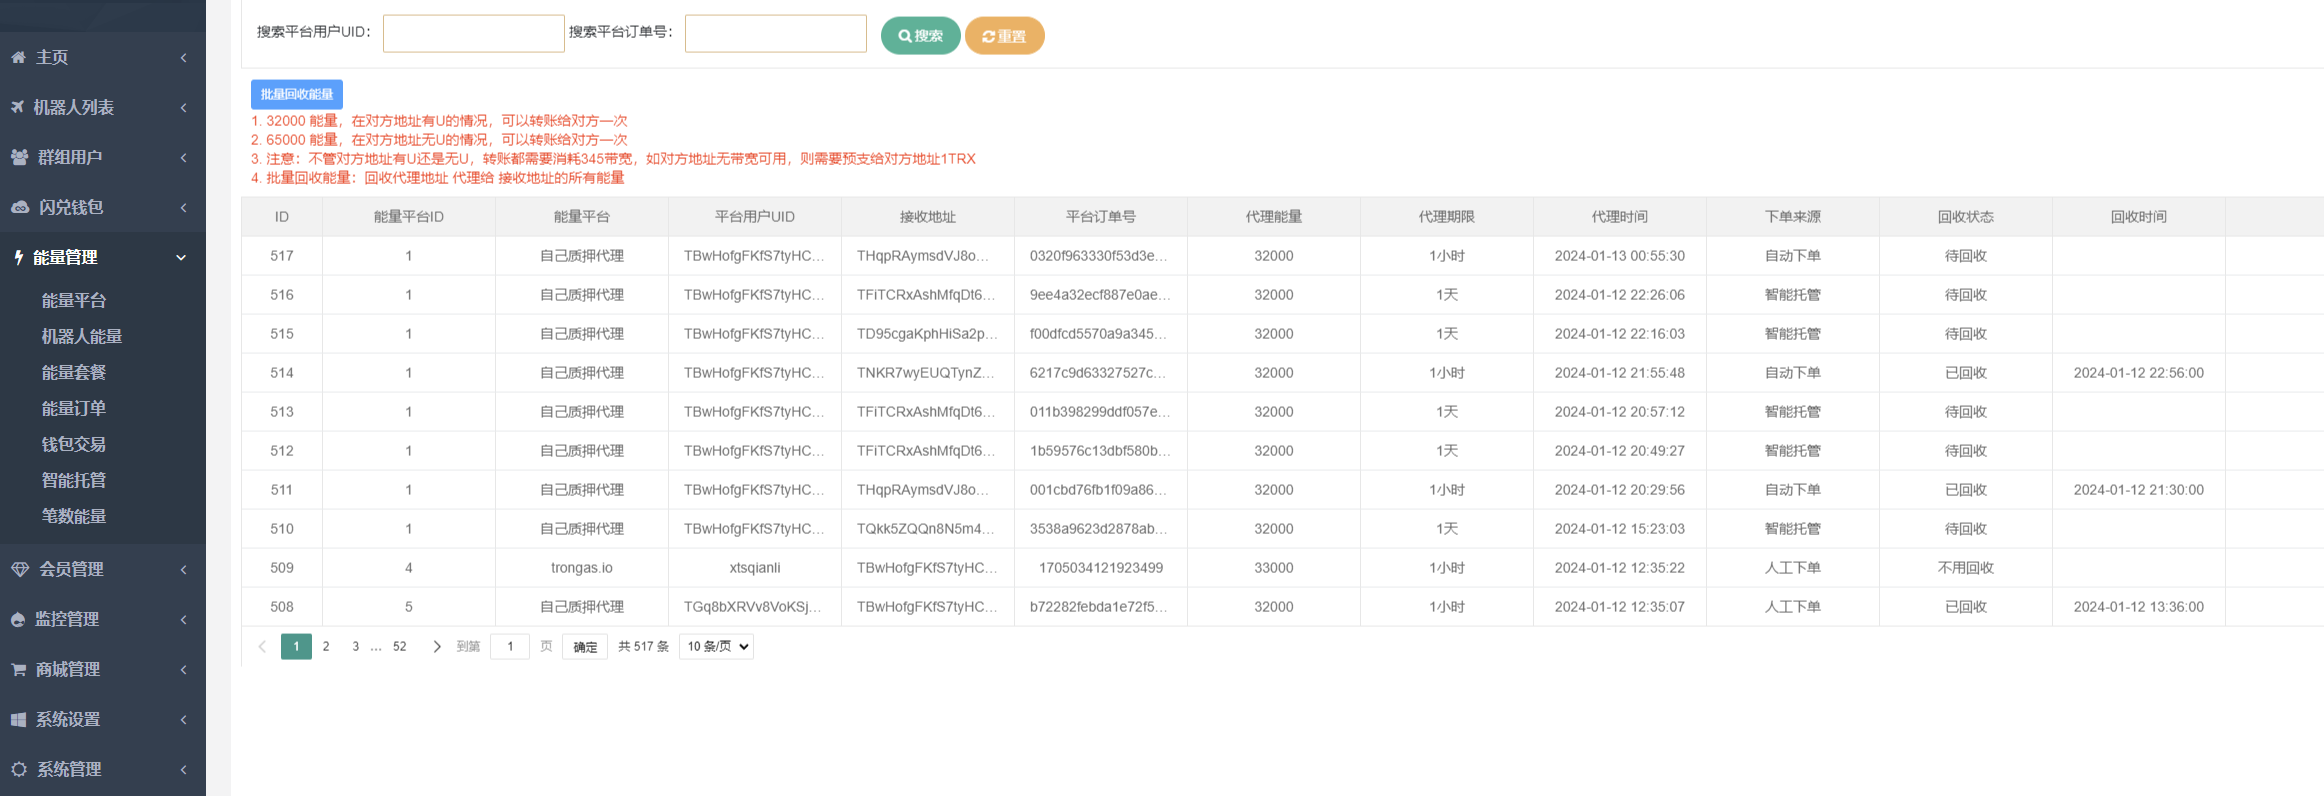 主页
机器人列表
群组用户
闪兑钱包
能量管理
能量平台
机器人能量
能量套餐
能量订单
钱包交易
智能托管
笔数能量
会员管理
监控管理
商城管理
系统设置
系统管理
搜索平台用户UID： 搜索平台订单号： 搜索 重置
批量回收能量
1. 32000 能量，在对方地址有U的情况，可以转账给对方一次
2. 65000 能量，在对方地址无U的情况，可以转账给对方一次
3. 注意：不管对方地址有U还是无U，转账都需要消耗345带宽，如对方地址无带宽可用，则需要预支给对方地址1TRX
4. 批量回收能量：回收代理地址 代理给 接收地址的所有能量
ID 能量平台ID 能量平台 平台用户UID 接收地址 平台订单号 代理能量 代理期限 代理时间 下单来源 回收状态 回收时间
517 1 自己质押代理 TBwHofgFKfS7tyHC... THqpRAymsdVJ8o... 0320f963330f53d3e... 32000 1小时 2024-01-13 00:55:30 自动下单 待回收
516 1 自己质押代理 TBwHofgFKfS7tyHC... TFiTCRxAshMfqDt6... 9ee4a32ecf887e0ae... 32000 1天 2024-01-12 22:26:06 智能托管 待回收
515 1 自己质押代理 TBwHofgFKfS7tyHC... TD95cgaKphHiSa2p... f00dfcd5570a9a345... 32000 1天 2024-01-12 22:16:03 智能托管 待回收
514 1 自己质押代理 TBwHofgFKfS7tyHC... TNKR7wyEUQTynZ... 6217c9d63327527c... 32000 1小时 2024-01-12 21:55:48 自动下单 已回收 2024-01-12 22:56:00
513 1 自己质押代理 TBwHofgFKfS7tyHC... TFiTCRxAshMfqDt6... 011b398299ddf057e... 32000 1天 2024-01-12 20:57:12 智能托管 待回收
512 1 自己质押代理 TBwHofgFKfS7tyHC... TFiTCRxAshMfqDt6... 1b59576c13dbf580b... 32000 1天 2024-01-12 20:49:27 智能托管 待回收
511 1 自己质押代理 TBwHofgFKfS7tyHC... THqpRAymsdVJ8o... 001cbd76fb1f09a86... 32000 1小时 2024-01-12 20:29:56 自动下单 已回收 2024-01-12 21:30:00
510 1 自己质押代理 TBwHofgFKfS7tyHC... TQkk5ZQQn8N5m4... 3538a9623d2878ab... 32000 1天 2024-01-12 15:23:03 智能托管 待回收
509 4 trongas.io xtsqianli TBwHofgFKfS7tyHC... 1705034121923499 33000 1小时 2024-01-12 12:35:22 人工下单 不用回收
508 5 自己质押代理 TGq8bXRVv8VoKSj... TBwHofgFKfS7tyHC... b72282febda1e72f5... 32000 1小时 2024-01-12 12:35:07 人工下单 已回收 2024-01-12 13:36:00
1 2 3 ... 52 到第 1 页 确定 共 517 条 10 条/页